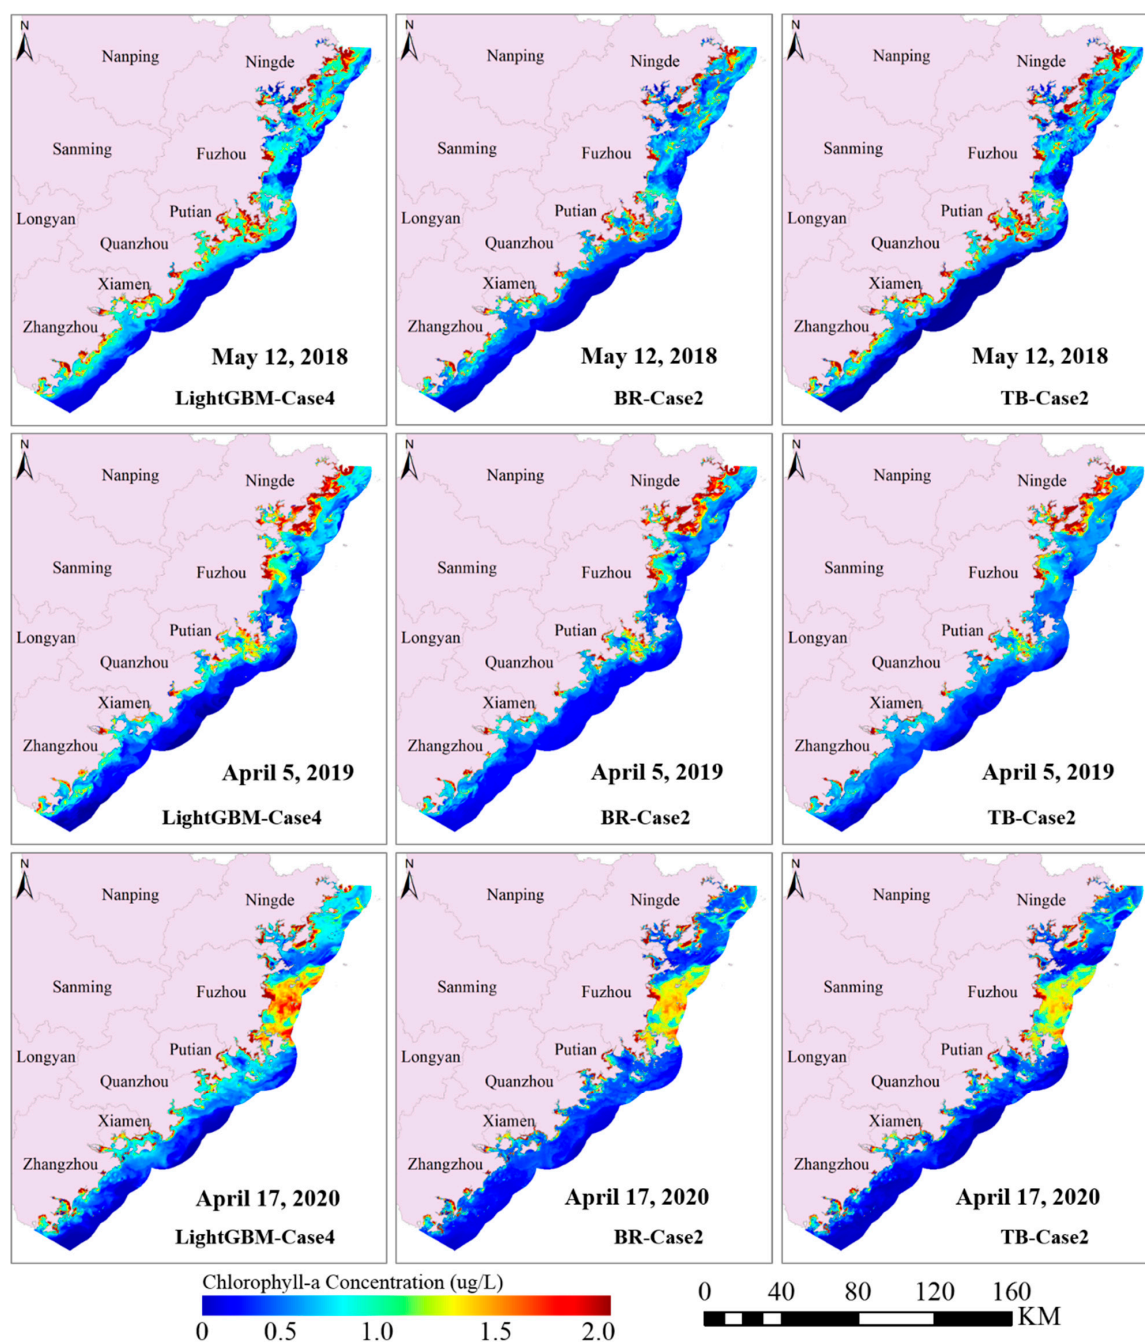 N
Nanping
Ningde
Sanming
Fuzhou
Longyan
Putian
Quanzhou
Xiamen
Zhangzhou
May 12, 2018
LightGBM-Case4
N
Nanping
Ningde
Sanming
Fuzhou
Longyan
Putian
Quanzhou
Xiamen
Zhangzhou
May 12, 2018
BR-Case2
N
Nanping
Ningde
Sanming
Fuzhou
Longyan
Putian
Quanzhou
Xiamen
Zhangzhou
May 12, 2018
TB-Case2
N
Nanping
Ningde
Sanming
Fuzhou
Longyan
Putian
Quanzhou
Xiamen
Zhangzhou
April 5, 2019
LightGBM-Case4
N
Nanping
Ningde
Sanming
Fuzhou
Longyan
Putian
Quanzhou
Xiamen
Zhangzhou
April 5, 2019
BR-Case2
N
Nanping
Ningde
Sanming
Fuzhou
Longyan
Putian
Quanzhou
Xiamen
Zhangzhou
April 5, 2019
TB-Case2
N
Nanping
Ningde
Sanming
Fuzhou
Longyan
Putian
Quanzhou
Xiamen
Zhangzhou
April 17, 2020
LightGBM-Case4
N
Nanping
Ningde
Sanming
Fuzhou
Longyan
Putian
Quanzhou
Xiamen
Zhangzhou
April 17, 2020
BR-Case2
N
Nanping
Ningde
Sanming
Fuzhou
Longyan
Putian
Quanzhou
Xiamen
Zhangzhou
April 17, 2020
TB-Case2
Chlorophyll-a Concentration (ug/L)
0 0.5 1.0 1.5 2.0
0 20 40 80 120 160
KM